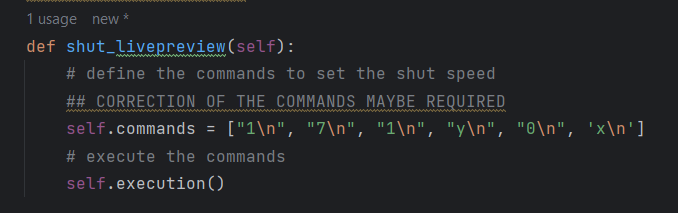 1 usage   new *
def shut_livepreview(self):
    # define the commands to set the shut speed
    ## CORRECTION OF THE COMMANDS MAYBE REQUIRED
    self.commands = ["1\n", "7\n", "1\n", "y\n", "0\n", 'x\n']
    # execute the commands
    self.execution()